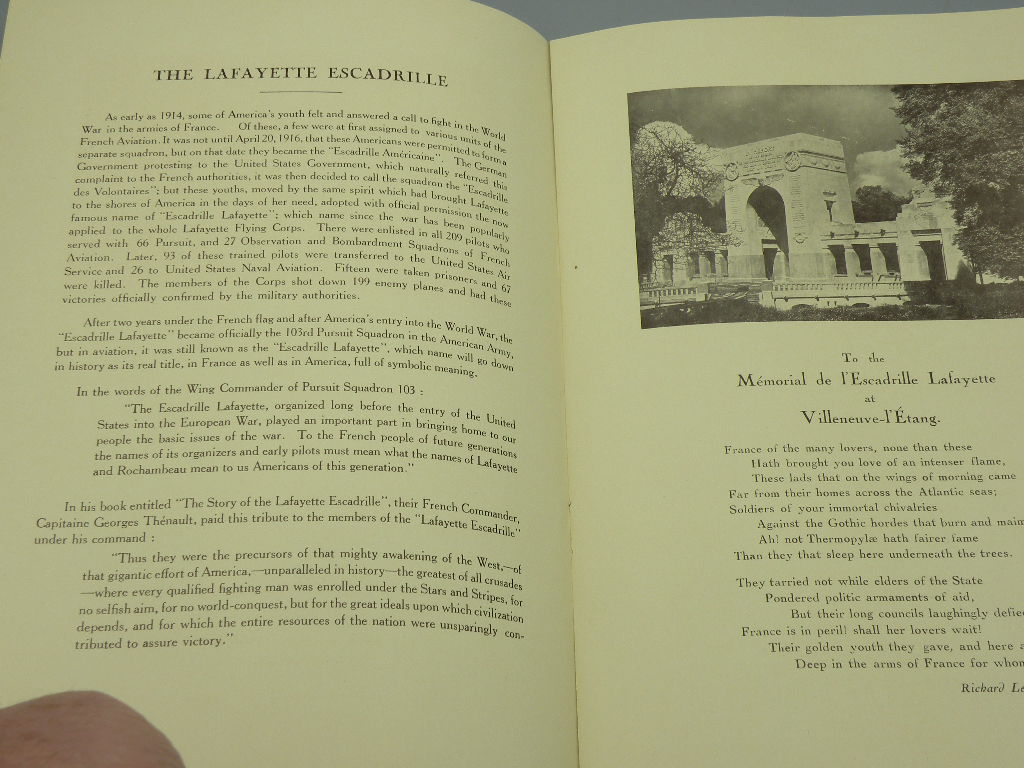 THE LAFAYETTE ESCADRILLE
As early as 1914, some of America's youth felt and answered a call to fight in the World
War in the armies of France. Of these, a few were at first assigned to various units of the
French Aviation. It was not until April 20, 1916, that these Americans were permitted to form a
separate squadron, but on that date they became the "Escadrille Américaine". The German
Government protesting to the United States Government, which naturally referred this
complaint to the French authorities, it was then decided to call the squadron the "Escadrille
des Volontaires"; but these youths, moved by the same spirit which had brought Lafayette
to the shores of America in the days of her need, adopted with official permission the now
famous name of "Escadrille Lafayette"; which name since the war has been popularly
applied to the whole Lafayette Flying Corps. There were enlisted in all 209 pilots who
served with 66 Pursuit, and 27 Observation and Bombardment Squadrons of French
Aviation. Later, 93 of these trained pilots were transferred to the United States Air
Service and 26 to United States Naval Aviation. Fifteen were taken prisoners and 67
were killed. The members of the Corps shot down 199 enemy planes and had these
victories officially confirmed by the military authorities.
After two years under the French flag and after America's entry into the World War, the
"Escadrille Lafayette" became officially the 103rd Pursuit Squadron in the American Army,
but in aviation, it was still known as the "Escadrille Lafayette", which name will go down
in history as its real title, in France as well as in America, full of symbolic meaning.
In the words of the Wing Commander of Pursuit Squadron 103 :
"The Escadrille Lafayette, organized long before the entry of the United
States into the European War, played an important part in bringing home to our
people the basic issues of the war. To the French people of future generations
the names of its organizers and early pilots must mean what the names of Lafayette
and Rochambeau mean to us Americans of this generation."
In his book entitled "The Story of the Lafayette Escadrille", their French Commander,
Capitaine Georges Thénault, paid this tribute to the members of the "Lafayette Escadrille"
under his command :
"Thus they were the precursors of that mighty awakening of the West,—of
that gigantic effort of America,—unparalleled in history—the greatest of all crusades
—where every qualified fighting man was enrolled under the Stars and Stripes, for
no selfish aim, for no world-conquest, but for the great ideals upon which civilization
depends, and for which the entire resources of the nation were unsparingly con-
tributed to assure victory."
To the
Mémorial de l'Escadrille Lafayette
at
Villeneuve-l'Étang.
France of the many lovers, none than these
Hath brought you love of an intenser flame,
These lads that on the wings of morning came
Far from their homes across the Atlantic seas;
Soldiers of your immortal chivalries
Against the Gothic hordes that burn and maim
Ah! not Thermopylæ hath fairer fame
Than they that sleep here underneath the trees.
They tarried not while elders of the State
Pondered politic armaments of aid,
But their long councils laughingly defie
France is in peril! shall her lovers wait!
Their golden youth they gave, and here a
Deep in the arms of France for whom
Richard Le